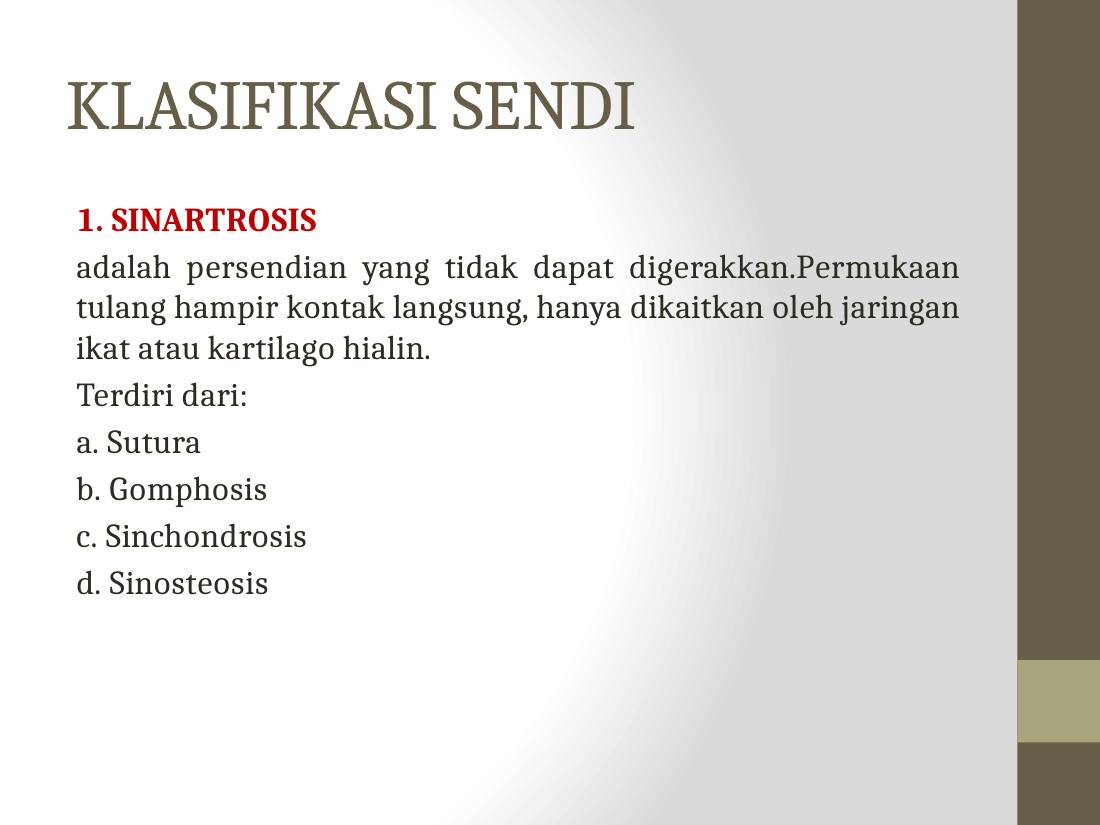 KLASIFIKASI SENDI
1. SINARTROSIS
adalah persendian yang tidak dapat digerakkan.Permukaan
tulang hampir kontak langsung, hanya dikaitkan oleh jaringan
ikat atau kartilago hialin.
Terdiri dari:
a. Sutura
b. Gomphosis
c. Sinchondrosis
d. Sinosteosis